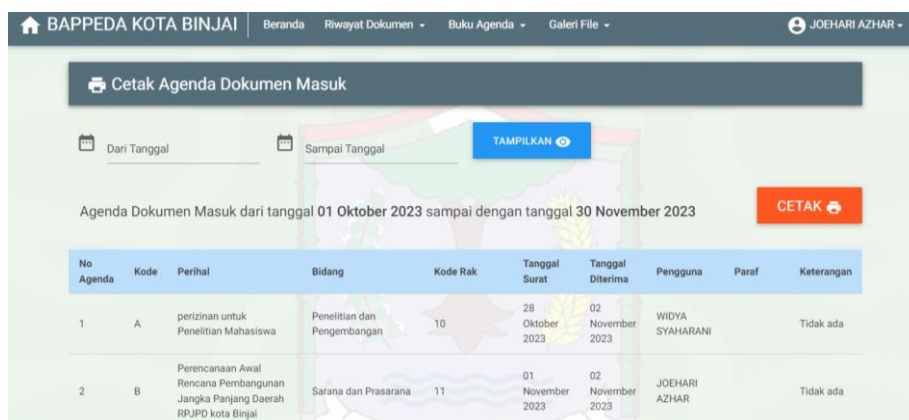 BAPPEDA KOTA BINJAI Beranda Riwayat Dokumen Buku Agenda Galeri File JOEHARI AZHAR
Cetak Agenda Dokumen Masuk
Dari Tanggal Sampai Tanggal TAMPILKAN
Agenda Dokumen Masuk dari tanggal 01 Oktober 2023 sampai dengan tanggal 30 November 2023 CETAK
No Agenda Kode Perihal Bidang Kode Rak Tanggal Surat Tanggal Diterima Pengguna Paraf Keterangan
1 A perizinan untuk Penelitian Mahasiswa Penelitian dan Pengembangan 10 28 Oktober 2023 02 November 2023 WIDYA SYAHARANI Tidak ada
2 B Perencanaan Awal Rencana Pembangunan Jangka Panjang Daerah RPJPD kota Binjai Sarana dan Prasarana 11 01 November 2023 02 November 2023 JOEHARI AZHAR Tidak ada